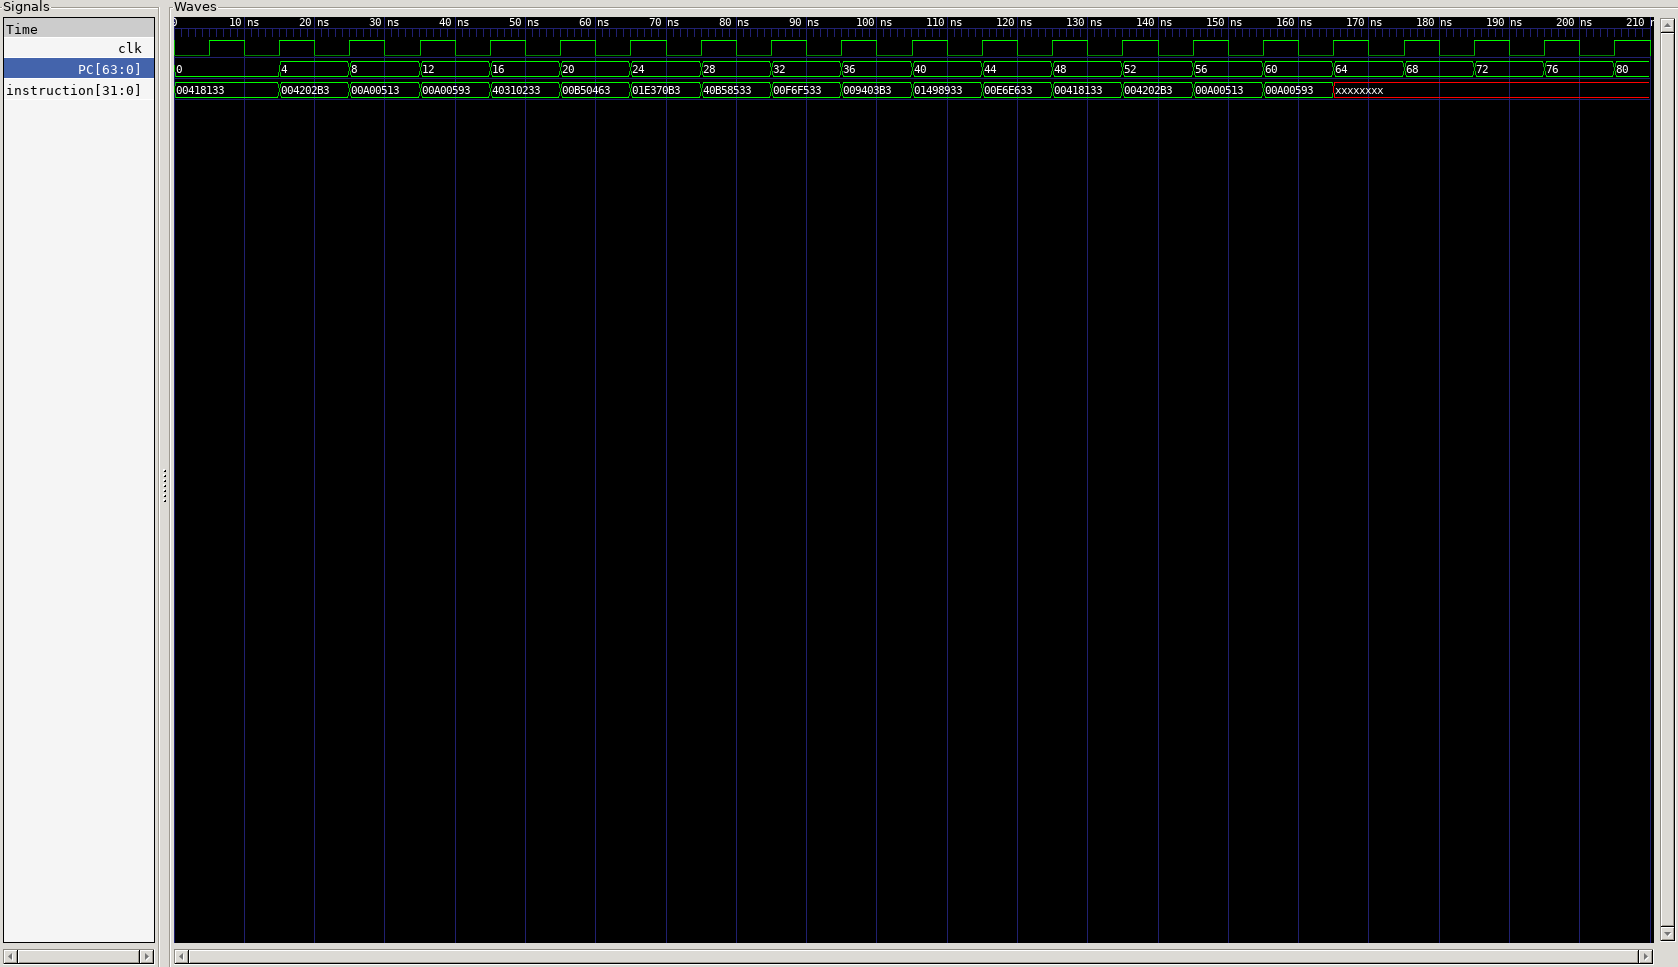 Signals
Waves
Time
0 10 ns 20 ns 30 ns 40 ns 50 ns 60 ns 70 ns 80 ns 90 ns 100 ns 110 ns 120 ns 130 ns 140 ns 150 ns 160 ns 170 ns 180 ns 190 ns 200 ns 210
clk
PC[63:0] 0 4 8 12 16 20 24 28 32 36 40 44 48 52 56 60 64 68 72 76 80
instruction[31:0] 00418133 004202B3 00A00513 00A00593 40310233 00B50463 01E370B3 40B58533 00F6F533 009403B3 01498933 00E6E633 00418133 004202B3 00A00513 00A00593 xxxxxxxx